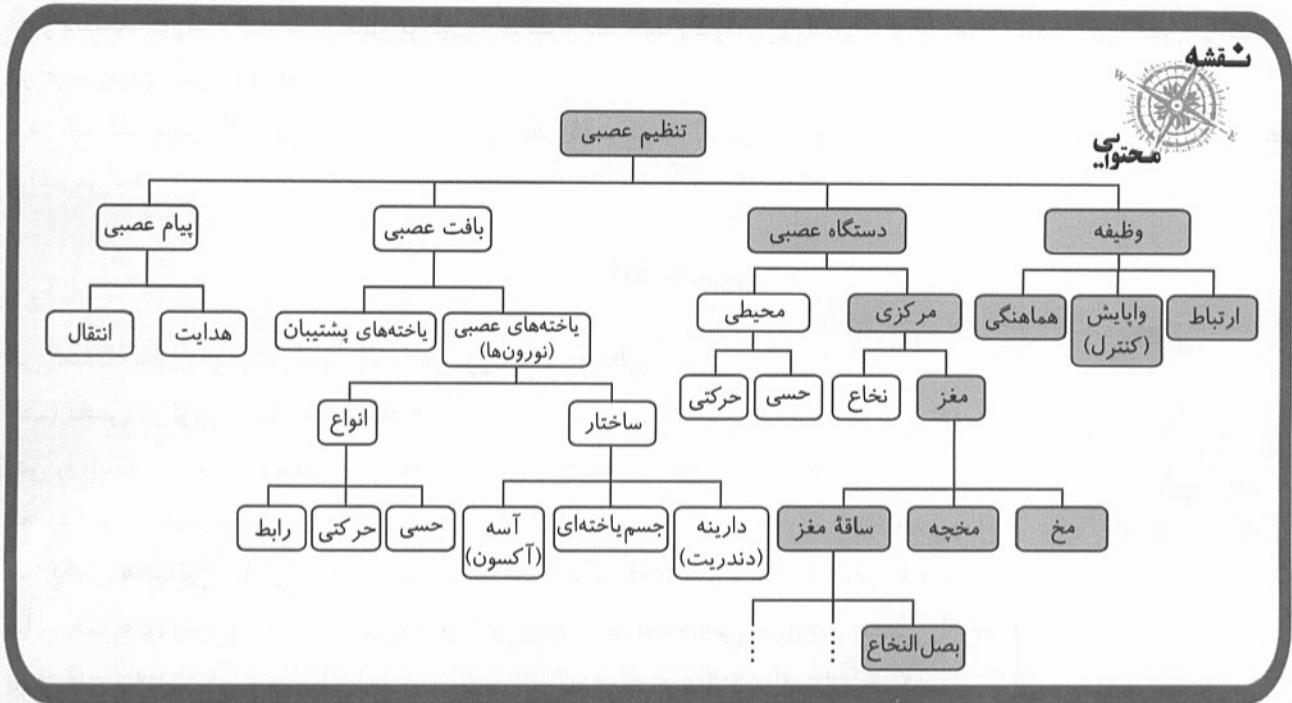 نقشه
محتوایی
W
تنظیم عصبی
وظیفه
دستگاه عصبی
بافت عصبی
پیام عصبی
ارتباط
واپایش
(کنترل)
هماهنگی
مرکزی
محیطی
یاخته‌های عصبی
(نورون‌ها)
یاخته‌های پشتیبان
هدایت
انتقال
مغز
نخاع
حسی
حرکتی
ساختار
انواع
مخ
مخچه
ساقهٔ مغز
دارینه
(دندریت)
جسم یاخته‌ای
آسه
(آکسون)
حسی
حرکتی
رابط
بصل النخاع